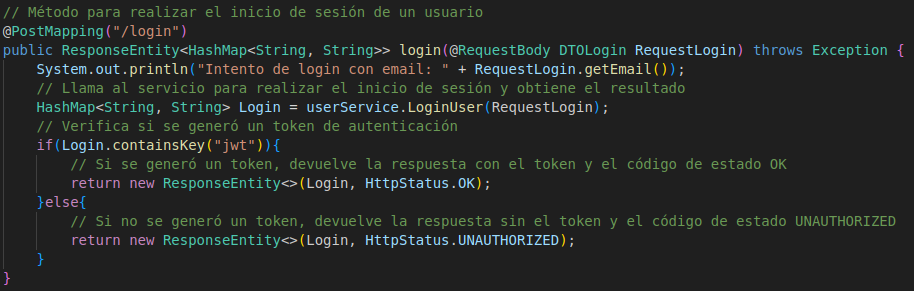 // Método para realizar el inicio de sesión de un usuario
@PostMapping("/login")
public ResponseEntity<HashMap<String, String>> login(@RequestBody DTOLogin RequestLogin) throws Exception {
    System.out.println("Intento de login con email: " + RequestLogin.getEmail());
    // Llama al servicio para realizar el inicio de sesión y obtiene el resultado
    HashMap<String, String> Login = userService.LoginUser(RequestLogin);
    // Verifica si se generó un token de autenticación
    if(Login.containsKey("jwt")){
        // Si se generó un token, devuelve la respuesta con el token y el código de estado OK
        return new ResponseEntity<>(Login, HttpStatus.OK);
    }else{
        // Si no se generó un token, devuelve la respuesta sin el token y el código de estado UNAUTHORIZED
        return new ResponseEntity<>(Login, HttpStatus.UNAUTHORIZED);
    }
}